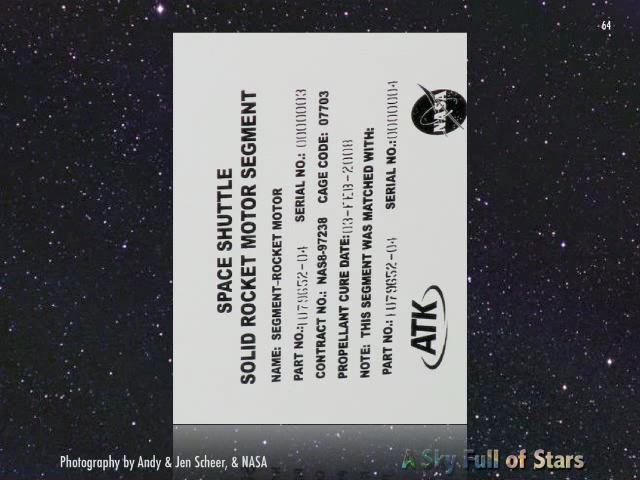 64
SPACE SHUTTLE
SOLID ROCKET MOTOR SEGMENT
NAME: SEGMENT-ROCKET MOTOR
PART NO.: 1U79652-04 SERIAL NO.: 0000003
CONTRACT NO.: NAS8-97238 CAGE CODE: 07703
PROPELLANT CURE DATE: 03-FEB-2008
NOTE: THIS SEGMENT WAS MATCHED WITH:
PART NO.: 1U79652-04 SERIAL NO.: 0000004
ATK
NASA
Photography by Andy & Jen Scheer, & NASA
A Sky Full of Stars